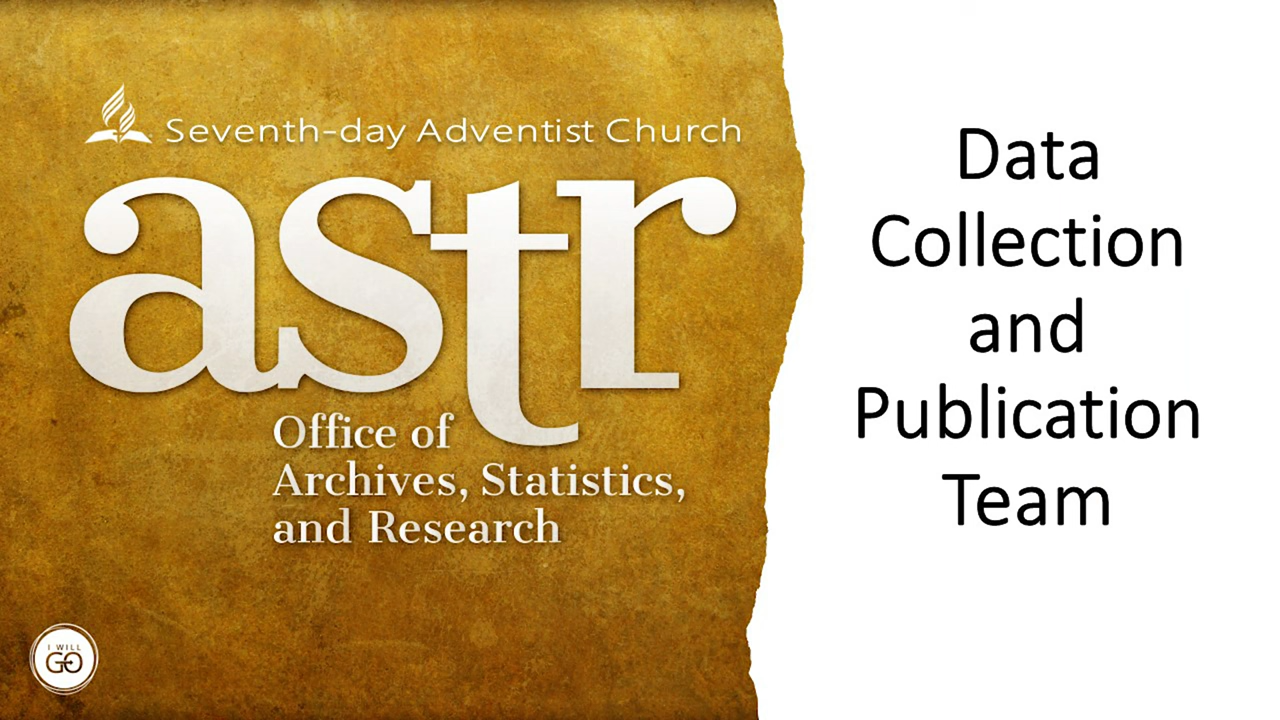 Seventh-day Adventist Church
astr
Office of
Archives, Statistics,
and Research
I WILL
GO
Data
Collection
and
Publication
Team